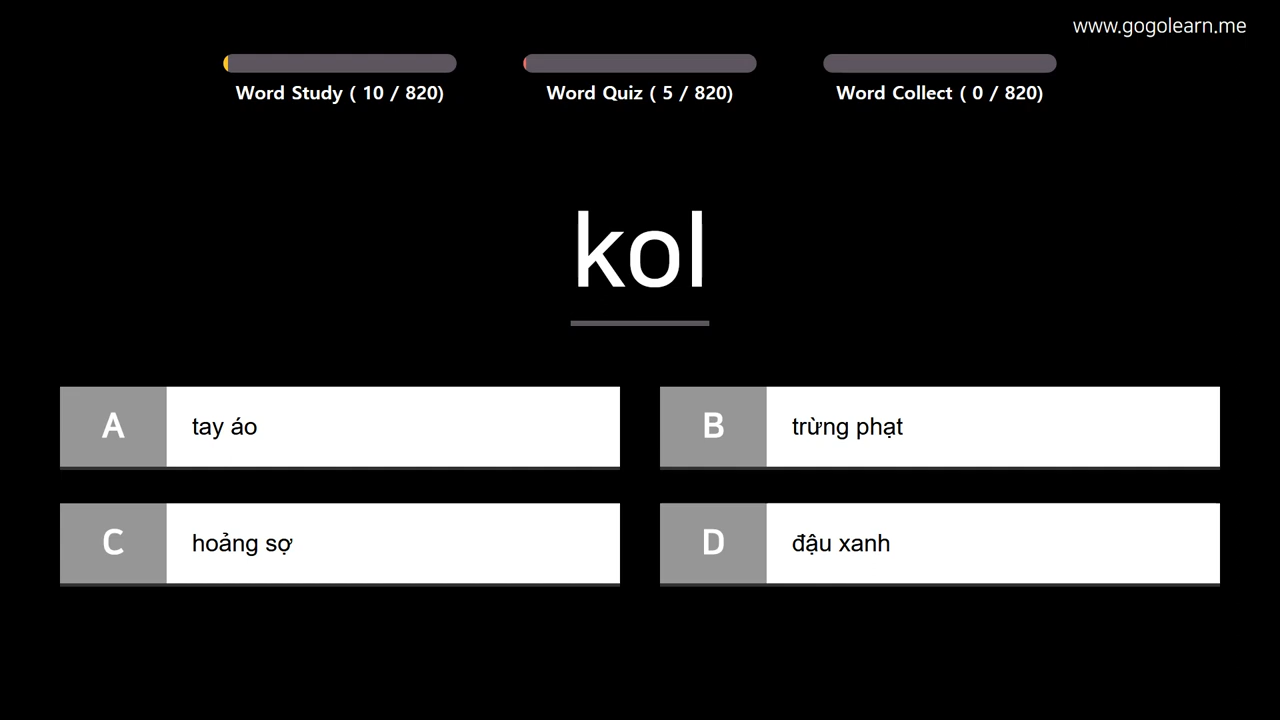 www.gogolearn.me
Word Study ( 10 / 820)
Word Quiz ( 5 / 820)
Word Collect ( 0 / 820)
kol
A
tay áo
B
trừng phạt
C
hoảng sợ
D
đậu xanh